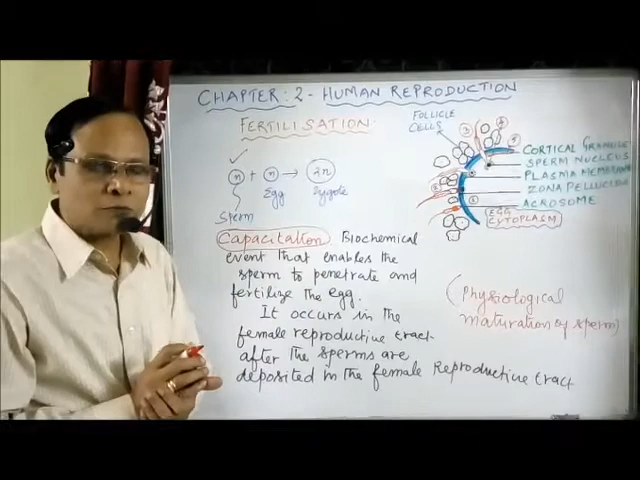 CHAPTER : 2 - HUMAN REPRODUCTION
FERTILISATION
FOLLICLE
CELLS
n + n → 2n
Egg Zygote
Sperm
CORTICAL GRANULES
SPERM NUCLEUS
PLASMA MEMBRANE
ZONA PELLUCIDA
ACROSOME
EGG
CYTOPLASM
Capacitation Biochemical
event that enables the
sperm to penetrate and
fertilize the egg.
It occurs in the
female reproductive tract
after the sperms are
deposited in the female Reproductive tract
(Physiological
maturation of sperm)